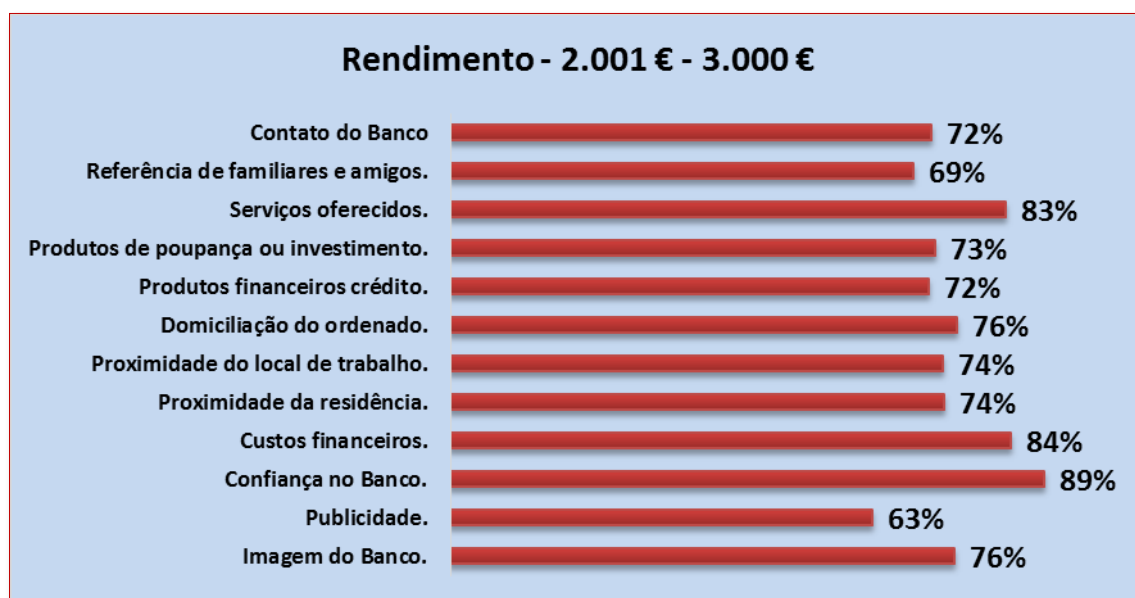 Rendimento - 2.001 € - 3.000 €
Contato do Banco 72%
Referência de familiares e amigos. 69%
Serviços oferecidos. 83%
Produtos de poupança ou investimento. 73%
Produtos financeiros crédito. 72%
Domiciliação do ordenado. 76%
Proximidade do local de trabalho. 74%
Proximidade da residência. 74%
Custos financeiros. 84%
Confiança no Banco. 89%
Publicidade. 63%
Imagem do Banco. 76%